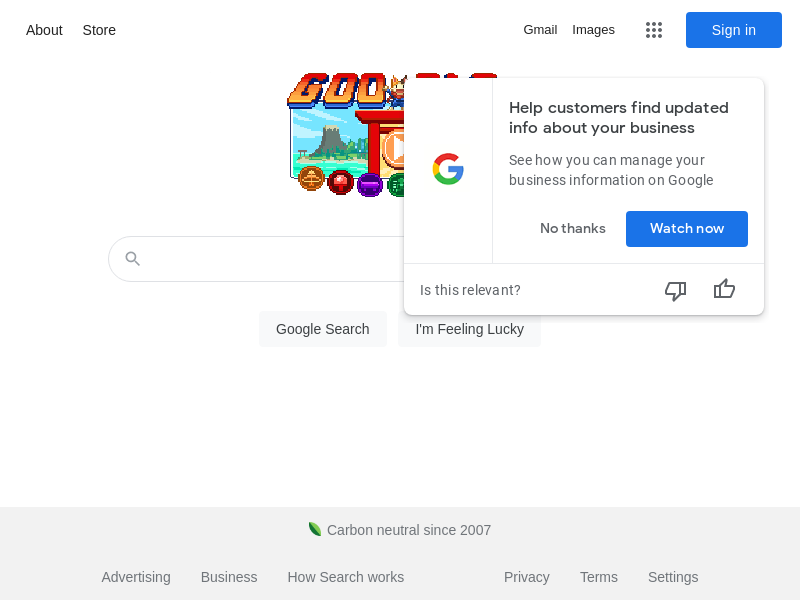 About Store Gmail Images Sign in
Help customers find updated
info about your business
See how you can manage your
business information on Google
No thanks Watch now
Is this relevant?
Google Search I'm Feeling Lucky
Carbon neutral since 2007
Advertising Business How Search works Privacy Terms Settings